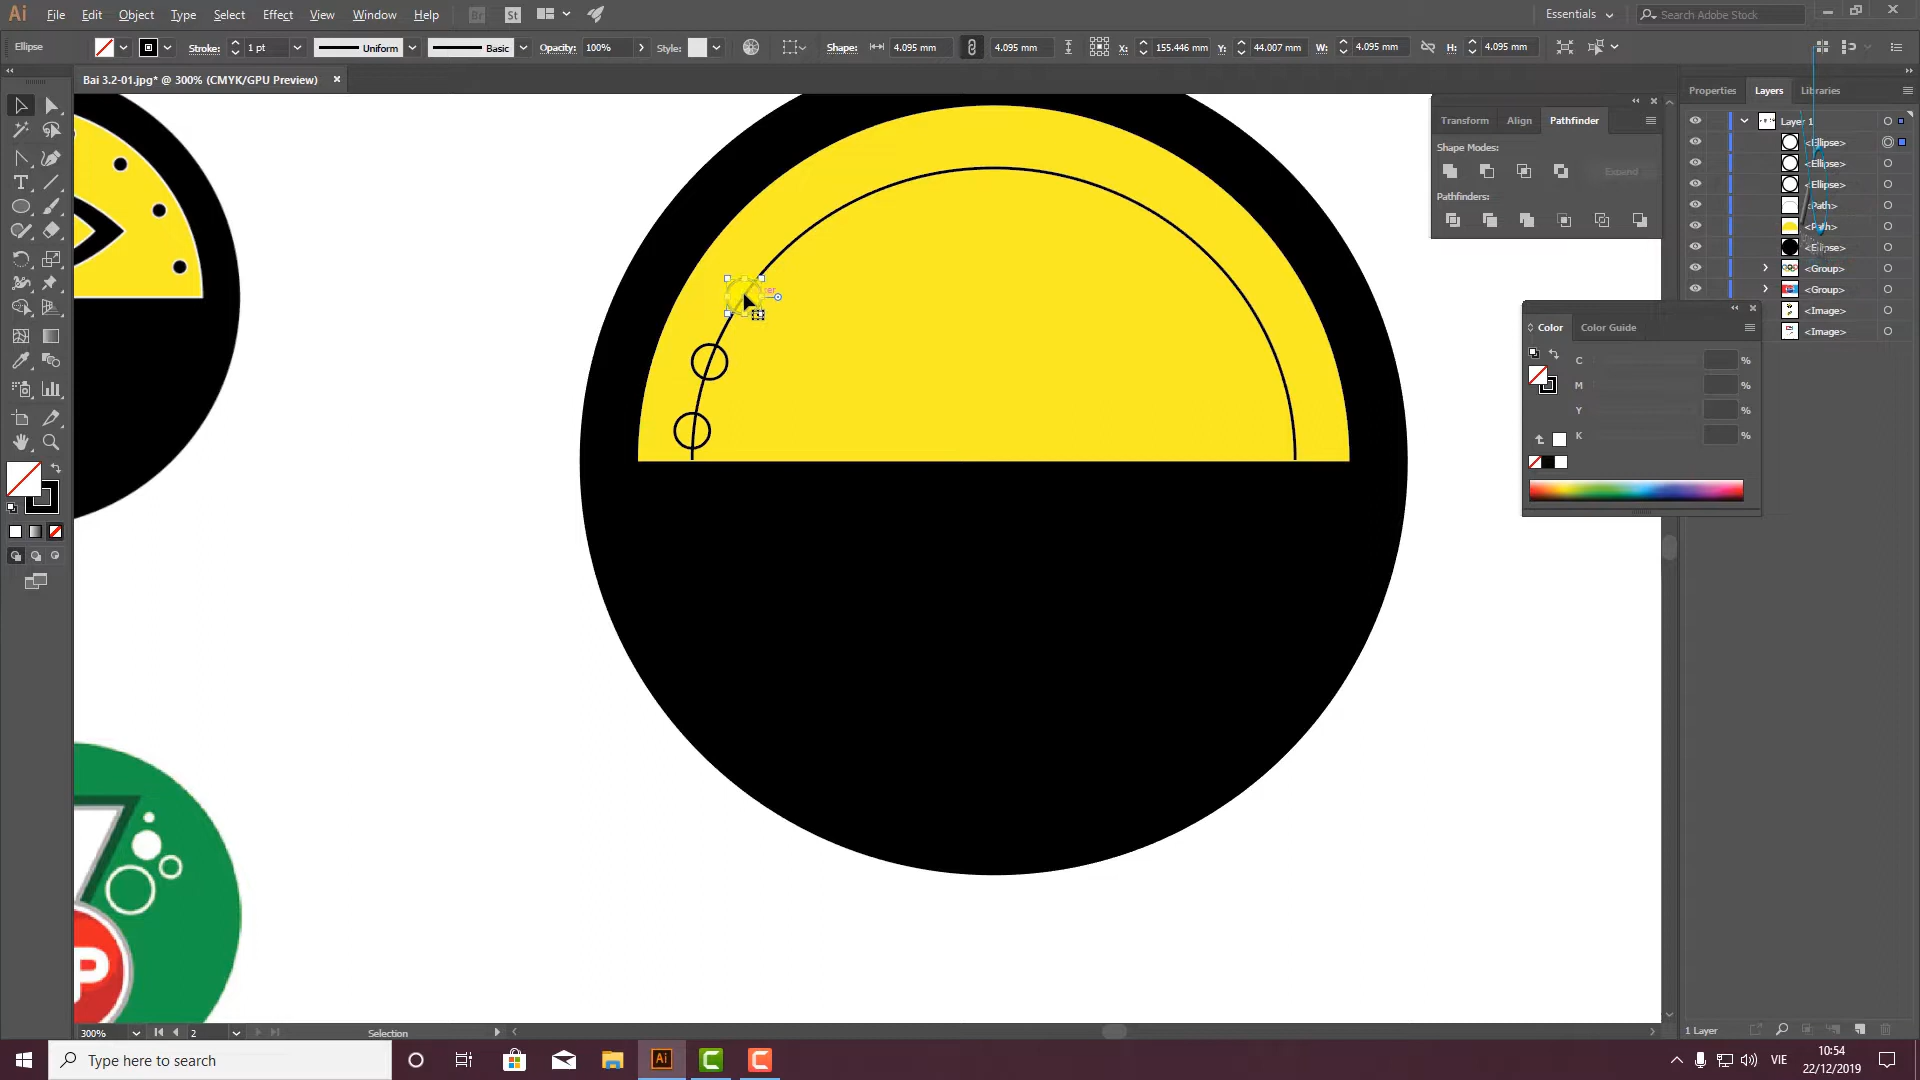 Ai File Edit Object Type Select Effect View Window Help Br St Essentials Search Adobe Stock
Ellipse Stroke: 1 pt Uniform Basic Opacity: 100% Style: Shape: 4.095 mm 4.095 mm X: 155.446 mm Y: 44.007 mm W: 4.095 mm H: 4.095 mm
Bai 3.2-01.jpg* @ 300% (CMYK/GPU Preview)
Properties Layers Libraries
Transform Align Pathfinder
Layer 1
Shape Modes:
<Ellipse>
<Ellipse>
Expand
<Ellipse>
Pathfinders:
<Path>
<Path>
<Ellipse>
<Group>
<Group>
<Image>
<Image>
Color Color Guide
C %
M %
Y %
K %
P
300% 2 Selection
1 Layer
Type here to search
Ai
VIE
10:54
22/12/2019